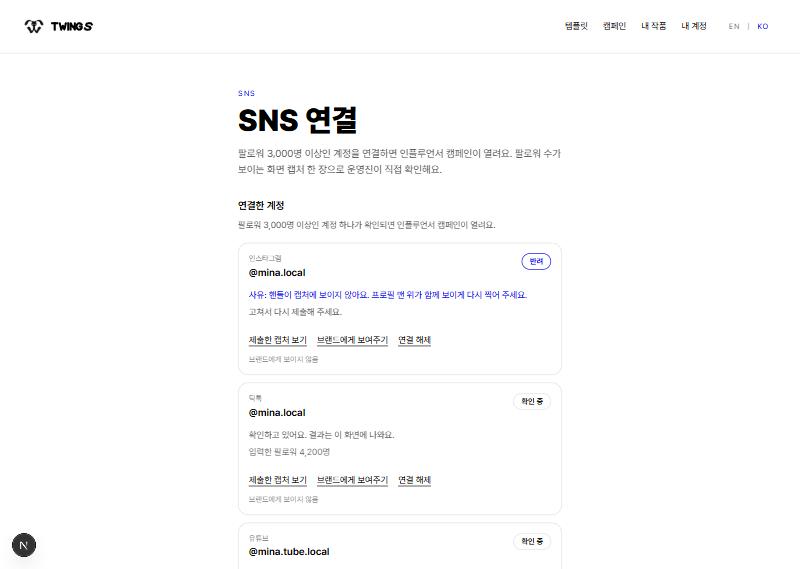 TWINGS
템플릿 캠페인 내 작품 내 계정 EN | KO
SNS
SNS 연결
팔로워 3,000명 이상인 계정을 연결하면 인플루언서 캠페인이 열려요. 팔로워 수가
보이는 화면 캡처 한 장으로 운영진이 직접 확인해요.
연결한 계정
팔로워 3,000명 이상인 계정 하나가 확인되면 인플루언서 캠페인이 열려요.
인스타그램
반려
@mina.local
사유: 핸들이 캡처에 보이지 않아요. 프로필 맨 위가 함께 보이게 다시 찍어 주세요.
고쳐서 다시 제출해 주세요.
제출한 캡처 보기 브랜드에게 보여주기 연결 해제
브랜드에게 보이지 않음
틱톡
확인 중
@mina.local
확인하고 있어요. 결과는 이 화면에 나와요.
입력한 팔로워 4,200명
제출한 캡처 보기 브랜드에게 보여주기 연결 해제
브랜드에게 보이지 않음
유튜브
확인 중
@mina.tube.local
N